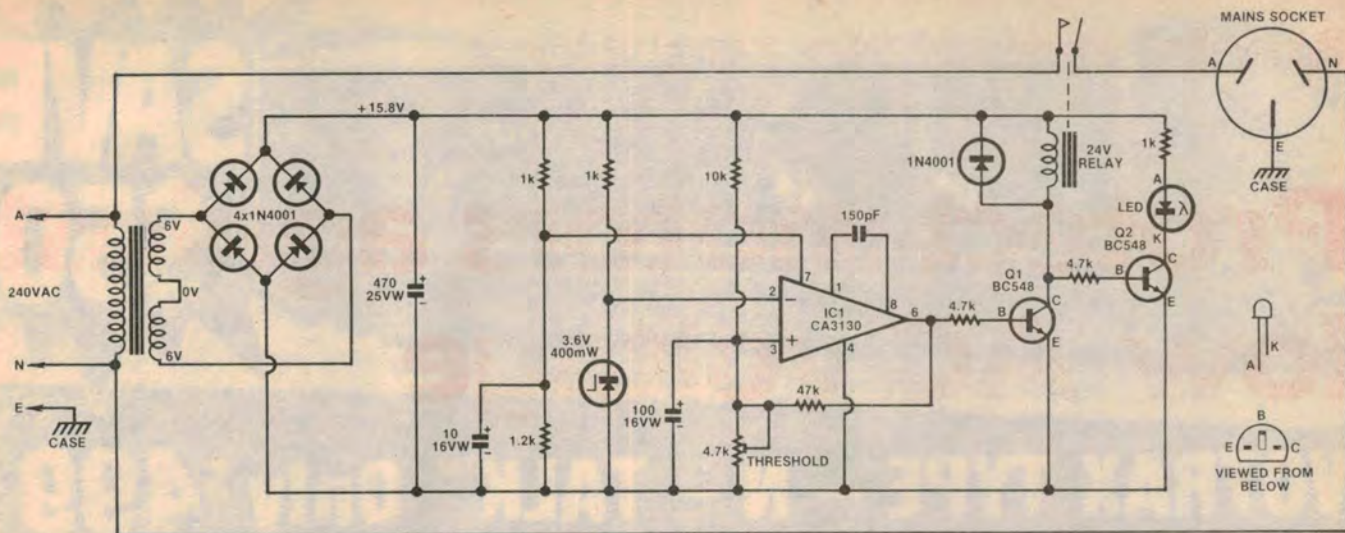 MAINS SOCKET
A
N
E
CASE
+15.8V
1k
1k
10k
1N4001
24V
RELAY
1k
A
LED
λ
K
Q2
BC548
4.7k
B
C
E
A
6V
4x1N4001
0V
240VAC
6V
N
E
CASE
470
25VW
+
-
150pF
7
1
8
2
-
IC1
CA3130
6
3
+
4
4.7k
Q1
BC548
B
C
E
3.6V
400mW
47k
10
16VW
+
-
1.2k
100
16VW
+
-
4.7k
THRESHOLD
A
K
B
E
C
VIEWED FROM
BELOW